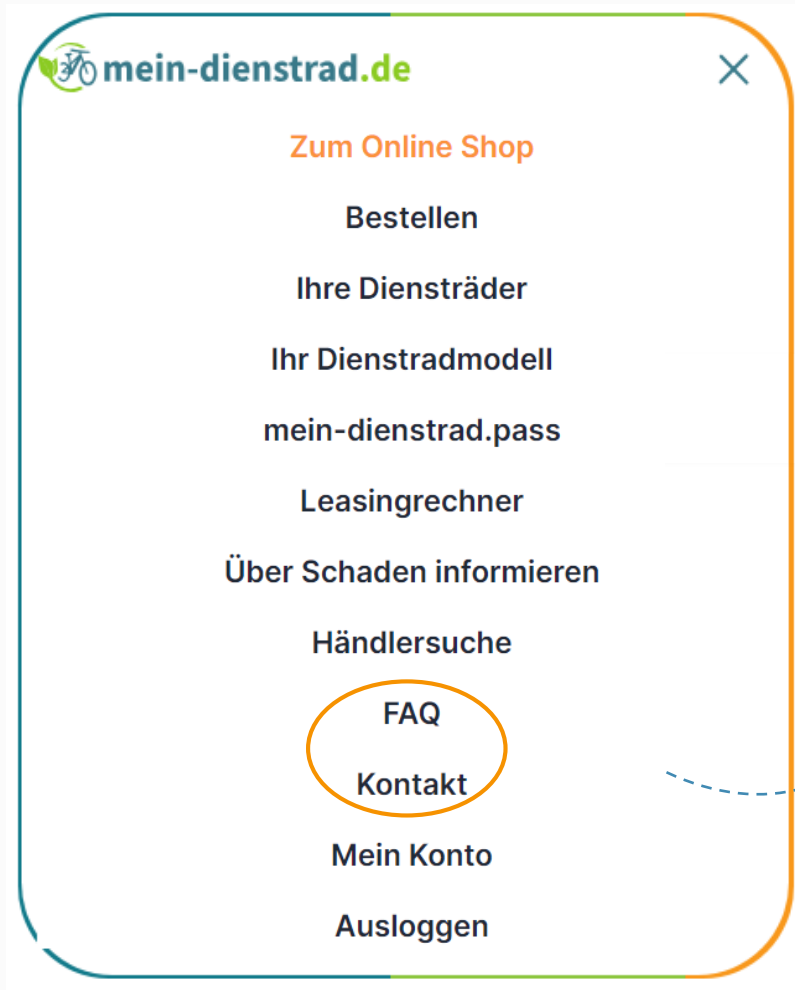 mein-dienstrad.de
Zum Online Shop
Bestellen
Ihre Diensträder
Ihr Dienstradmodell
mein-dienstrad.pass
Leasingrechner
Über Schaden informieren
Händlersuche
FAQ
Kontakt
Mein Konto
Ausloggen